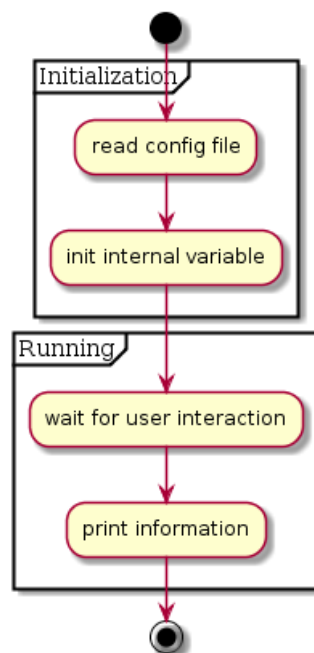 Initialization
read config file
init internal variable
Running
wait for user interaction
print information